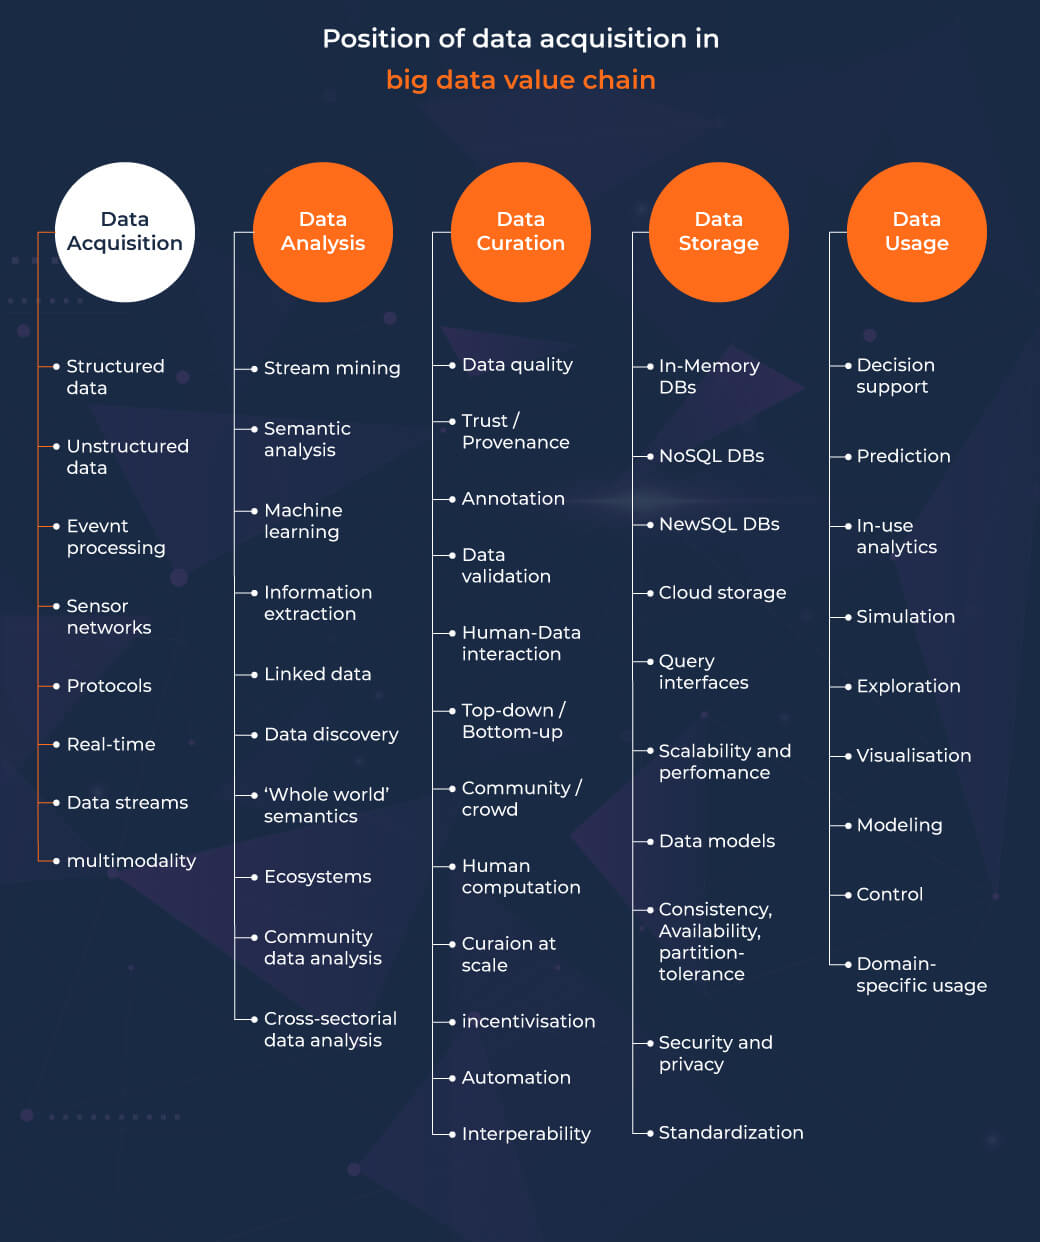 Position of data acquisition in
big data value chain
Data
Acquisition
Structured
data
Unstructured
data
Evevnt
processing
Sensor
networks
Protocols
Real-time
Data streams
multimodality
Data
Analysis
Stream mining
Semantic
analysis
Machine
learning
Information
extraction
Linked data
Data discovery
‘Whole world’
semantics
Ecosystems
Community
data analysis
Cross-sectorial
data analysis
Data
Curation
Data quality
Trust /
Provenance
Annotation
Data
validation
Human-Data
interaction
Top-down /
Bottom-up
Community /
crowd
Human
computation
Curaion at
scale
incentivisation
Automation
Interperability
Data
Storage
In-Memory
DBs
NoSQL DBs
NewSQL DBs
Cloud storage
Query
interfaces
Scalability and
perfomance
Data models
Consistency,
Availability,
partition-
tolerance
Security and
privacy
Standardization
Data
Usage
Decision
support
Prediction
In-use
analytics
Simulation
Exploration
Visualisation
Modeling
Control
Domain-
specific usage